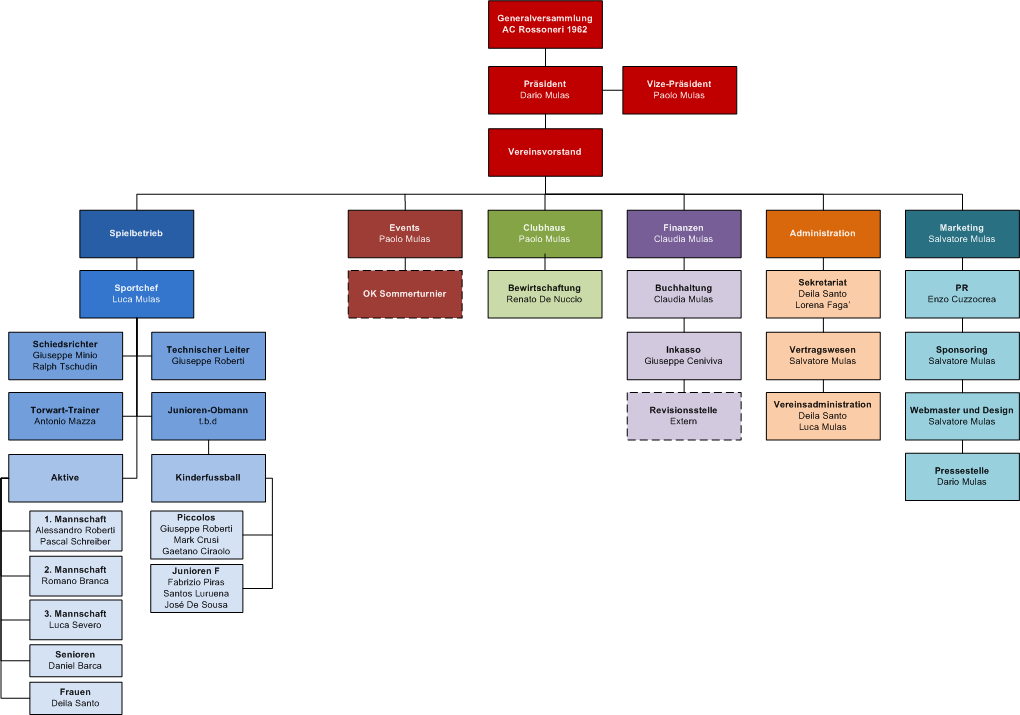 Generalversammlung
AC Rossoneri 1962
Präsident
Dario Mulas
Vize-Präsident
Paolo Mulas
Vereinsvorstand
Spielbetrieb
Events
Paolo Mulas
Clubhaus
Paolo Mulas
Finanzen
Claudia Mulas
Administration
Marketing
Salvatore Mulas
Sportchef
Luca Mulas
OK Sommerturnier
Bewirtschaftung
Renato De Nuccio
Buchhaltung
Claudia Mulas
Sekretariat
Deila Santo
Lorena Faga´
PR
Enzo Cuzzocrea
Schiedsrichter
Giuseppe Minio
Ralph Tschudin
Technischer Leiter
Giuseppe Roberti
Inkasso
Giuseppe Ceniviva
Vertragswesen
Salvatore Mulas
Sponsoring
Salvatore Mulas
Torwart-Trainer
Antonio Mazza
Junioren-Obmann
t.b.d
Revisionsstelle
Extern
Vereinsadministration
Deila Santo
Luca Mulas
Webmaster und Design
Salvatore Mulas
Aktive
Kinderfussball
Pressestelle
Dario Mulas
1. Mannschaft
Alessandro Roberti
Pascal Schreiber
Piccolos
Giuseppe Roberti
Mark Crusi
Gaetano Ciraolo
2. Mannschaft
Romano Branca
Junioren F
Fabrizio Piras
Santos Luruena
José De Sousa
3. Mannschaft
Luca Severo
Senioren
Daniel Barca
Frauen
Deila Santo